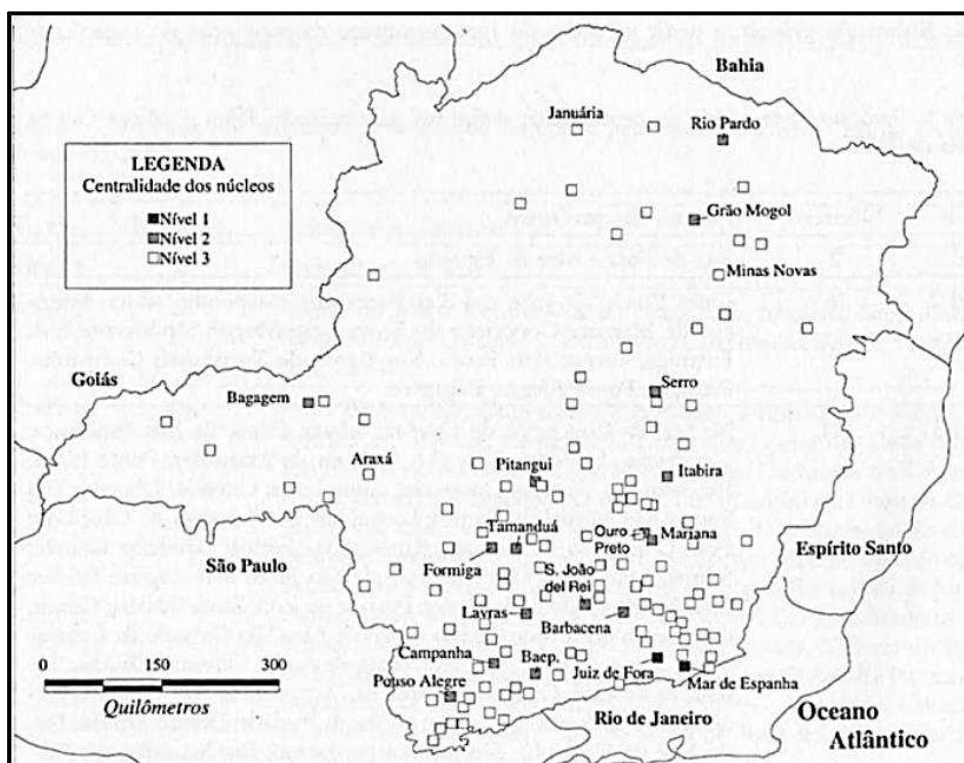 Bahia
Januária
Rio Pardo
LEGENDA
Centralidade dos núcleos
Nível 1
Nível 2
Nível 3
Grão Mogol
Minas Novas
Goiás
Bagagem
Serro
Araxá
Pitangui
Itabira
Tamanduá
Ouro
Preto
Mariana
Espírito Santo
São Paulo
Formiga
S. João
del Rei
Lavras
Barbacena
0 150 300
Quilômetros
Campanha
Baep.
Juiz de Fora
Mar de Espanha
Pouso Alegre
Rio de Janeiro
Oceano
Atlântico